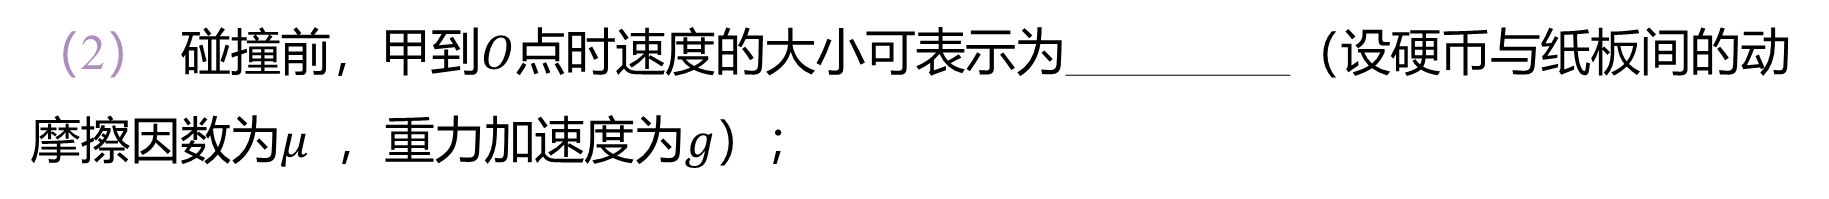 （2） 碰撞前，甲到O点时速度的大小可表示为_________（设硬币与纸板间的动
摩擦因数为μ ，重力加速度为g）；